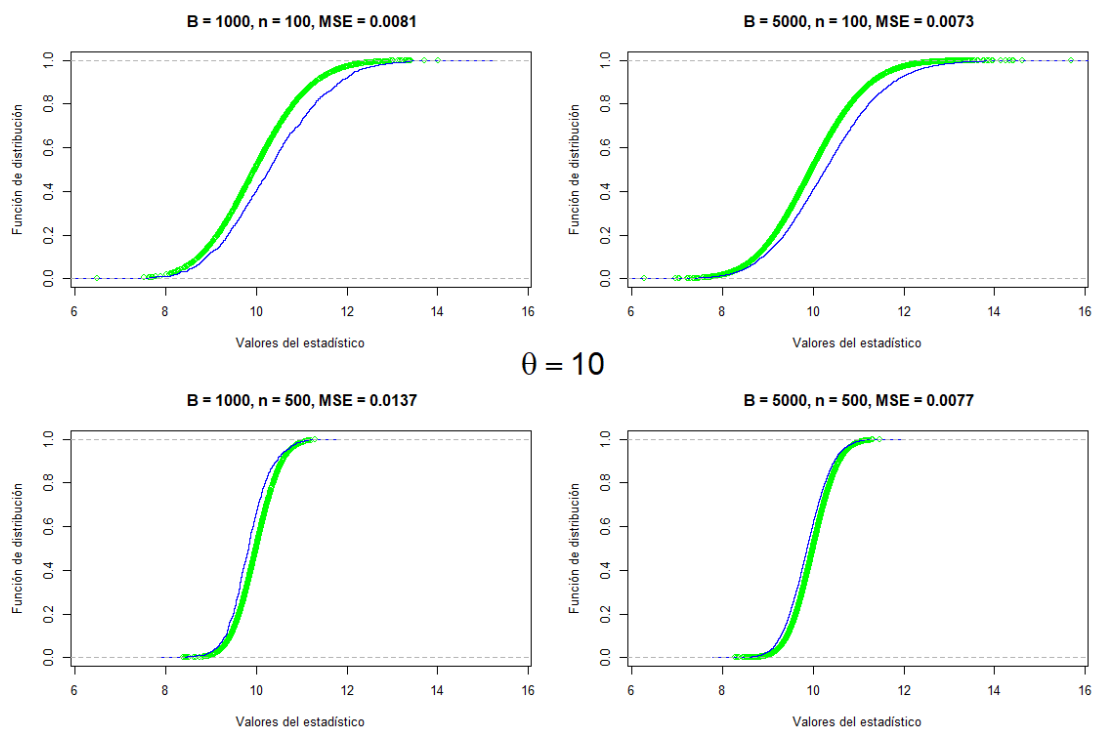 B = 1000, n = 100, MSE = 0.0081
Función de distribución
0.0 0.2 0.4 0.6 0.8 1.0
6 8 10 12 14 16
Valores del estadístico
B = 5000, n = 100, MSE = 0.0073
Función de distribución
0.0 0.2 0.4 0.6 0.8 1.0
6 8 10 12 14 16
Valores del estadístico
θ = 10
B = 1000, n = 500, MSE = 0.0137
Función de distribución
0.0 0.2 0.4 0.6 0.8 1.0
6 8 10 12 14 16
Valores del estadístico
B = 5000, n = 500, MSE = 0.0077
Función de distribución
0.0 0.2 0.4 0.6 0.8 1.0
6 8 10 12 14 16
Valores del estadístico